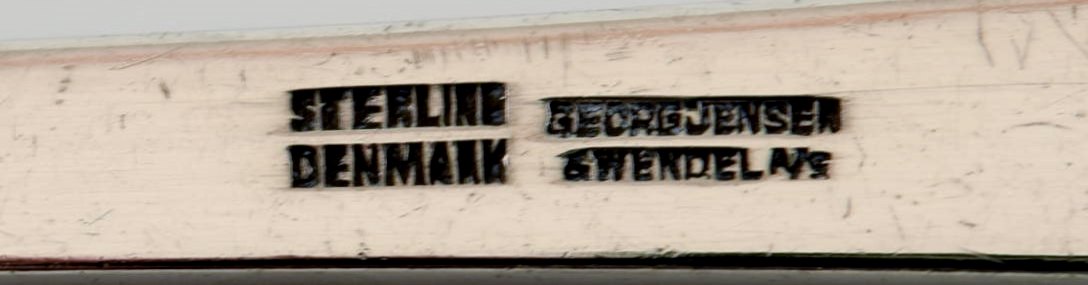 STERLING
DENMARK
GEORG JENSEN
& WENDEL A/S